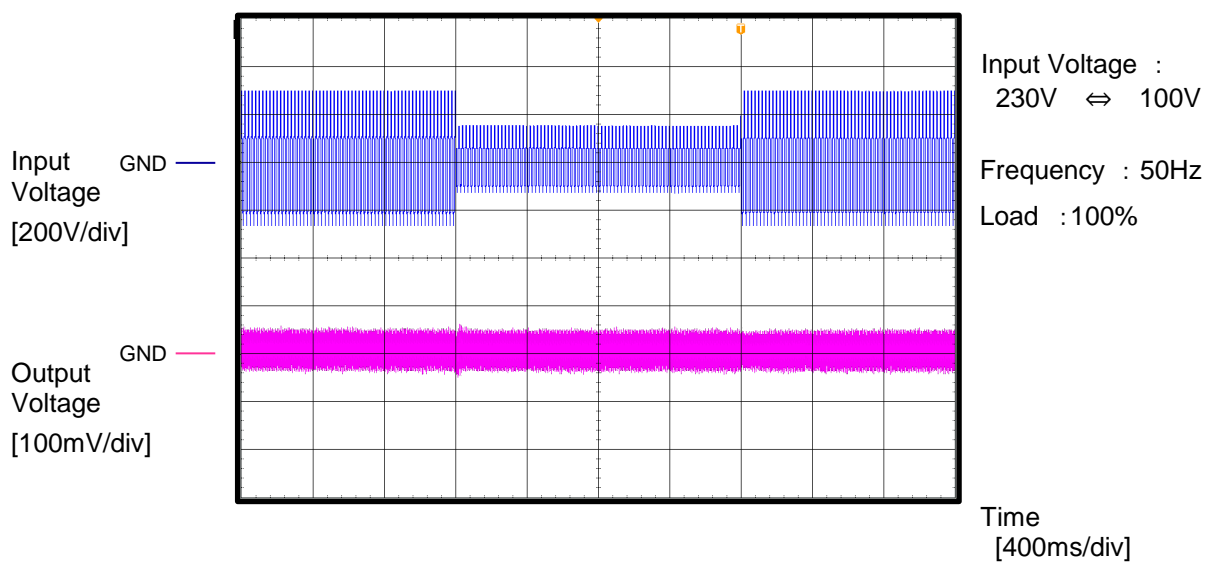 T
Input Voltage :
230V ⇔ 100V
Input GND
Voltage
[200V/div]
Frequency : 50Hz
Load :100%
GND
Output
Voltage
[100mV/div]
Time
[400ms/div]